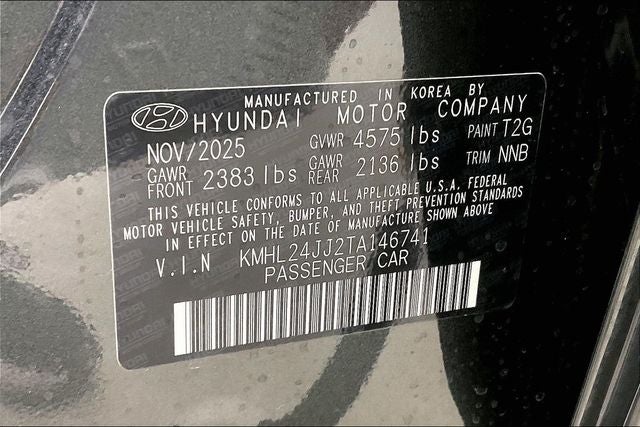 MANUFACTURED IN KOREA BY
HYUNDAI MOTOR COMPANY
NOV/2025 GVWR 4575 lbs PAINT T2G
GAWR FRONT 2383 lbs GAWR REAR 2136 lbs TRIM NNB
THIS VEHICLE CONFORMS TO ALL APPLICABLE U.S.A. FEDERAL
MOTOR VEHICLE SAFETY, BUMPER, AND THEFT PREVENTION STANDARDS
IN EFFECT ON THE DATE OF MANUFACTURE SHOWN ABOVE
V.I.N KMHL24JJ2TA146741
PASSENGER CAR